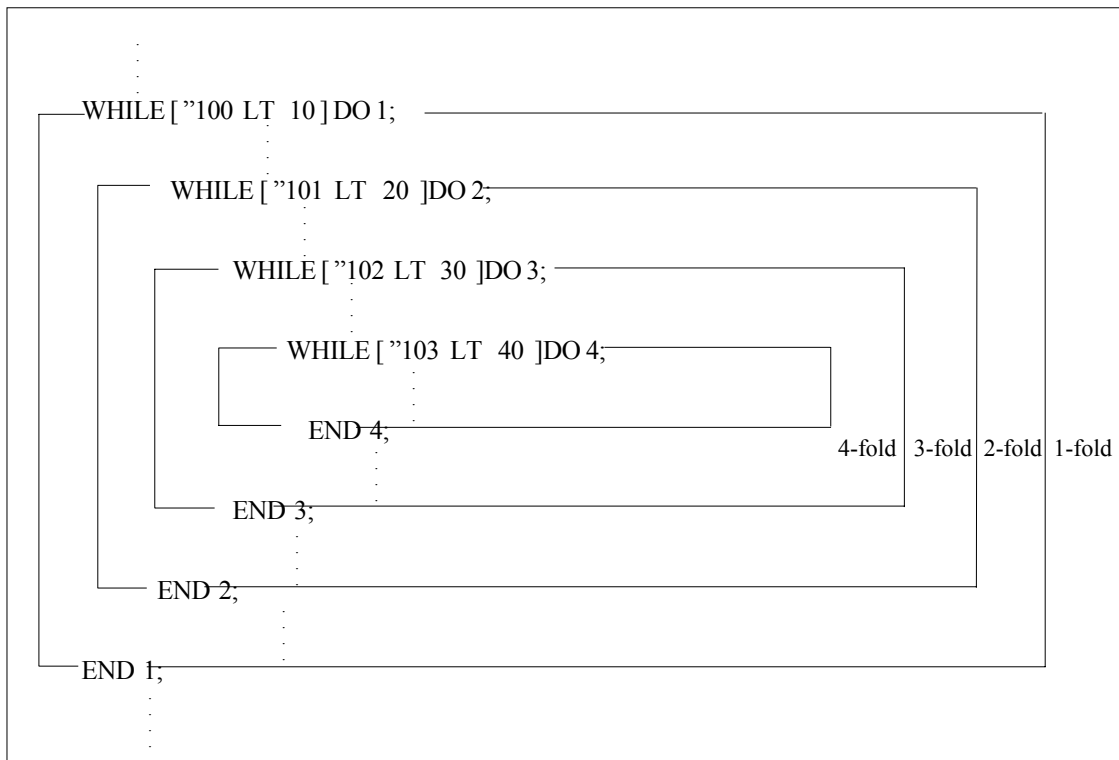 WHILE [ ”100 LT 10 ] DO 1;
WHILE [ ”101 LT 20 ]DO 2;
WHILE [ ”102 LT 30 ]DO 3;
WHILE [ ”103 LT 40 ]DO 4;
END 4;
4-fold 3-fold 2-fold 1-fold
END 3;
END 2;
END 1;